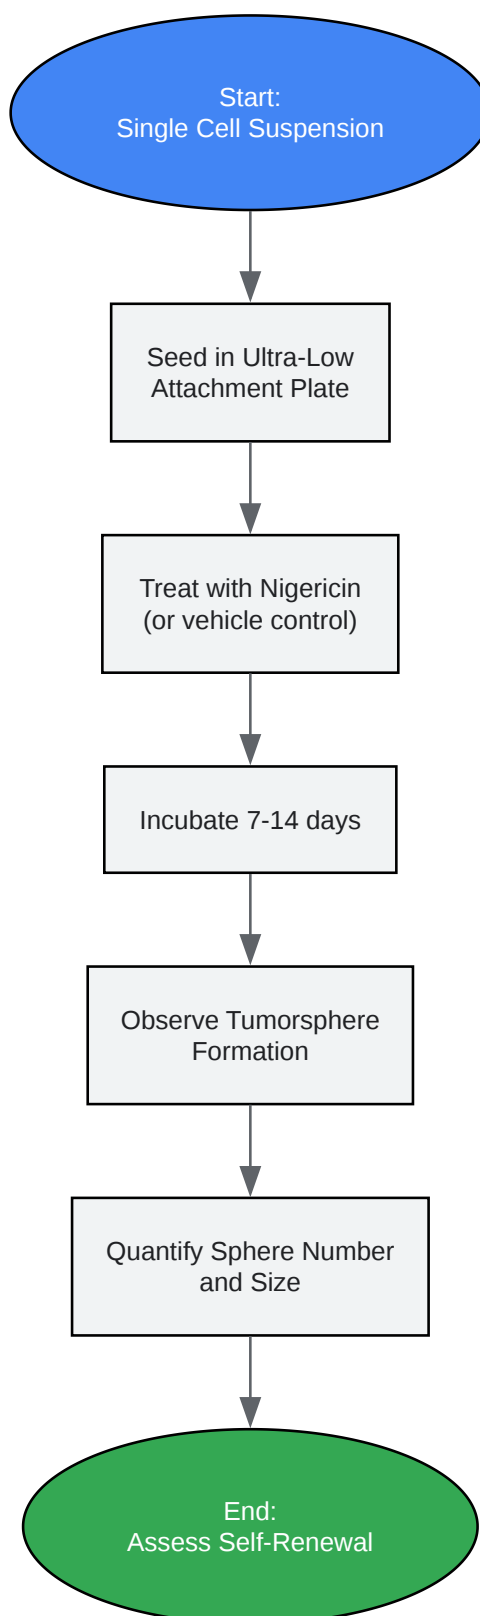 Start:
Single Cell Suspension
Seed in Ultra-Low
Attachment Plate
Treat with Nigericin
(or vehicle control)
Incubate 7-14 days
Observe Tumorsphere
Formation
Quantify Sphere Number
and Size
End:
Assess Self-Renewal